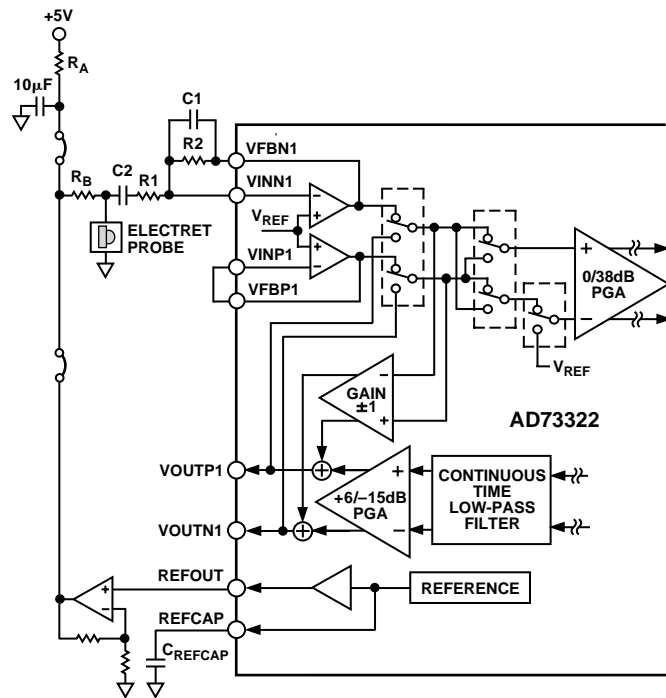 +5V
RA
10μF
C1
R2
VFBN1
RB
C2
R1
VINN1
VREF
ELECTRET
PROBE
VINP1
VFBP1
0/38dB
PGA
VREF
GAIN
±1
AD73322
VOUTP1
+6/–15dB
PGA
CONTINUOUS
TIME
LOW-PASS
FILTER
VOUTN1
REFOUT
REFERENCE
REFCAP
CREFCAP